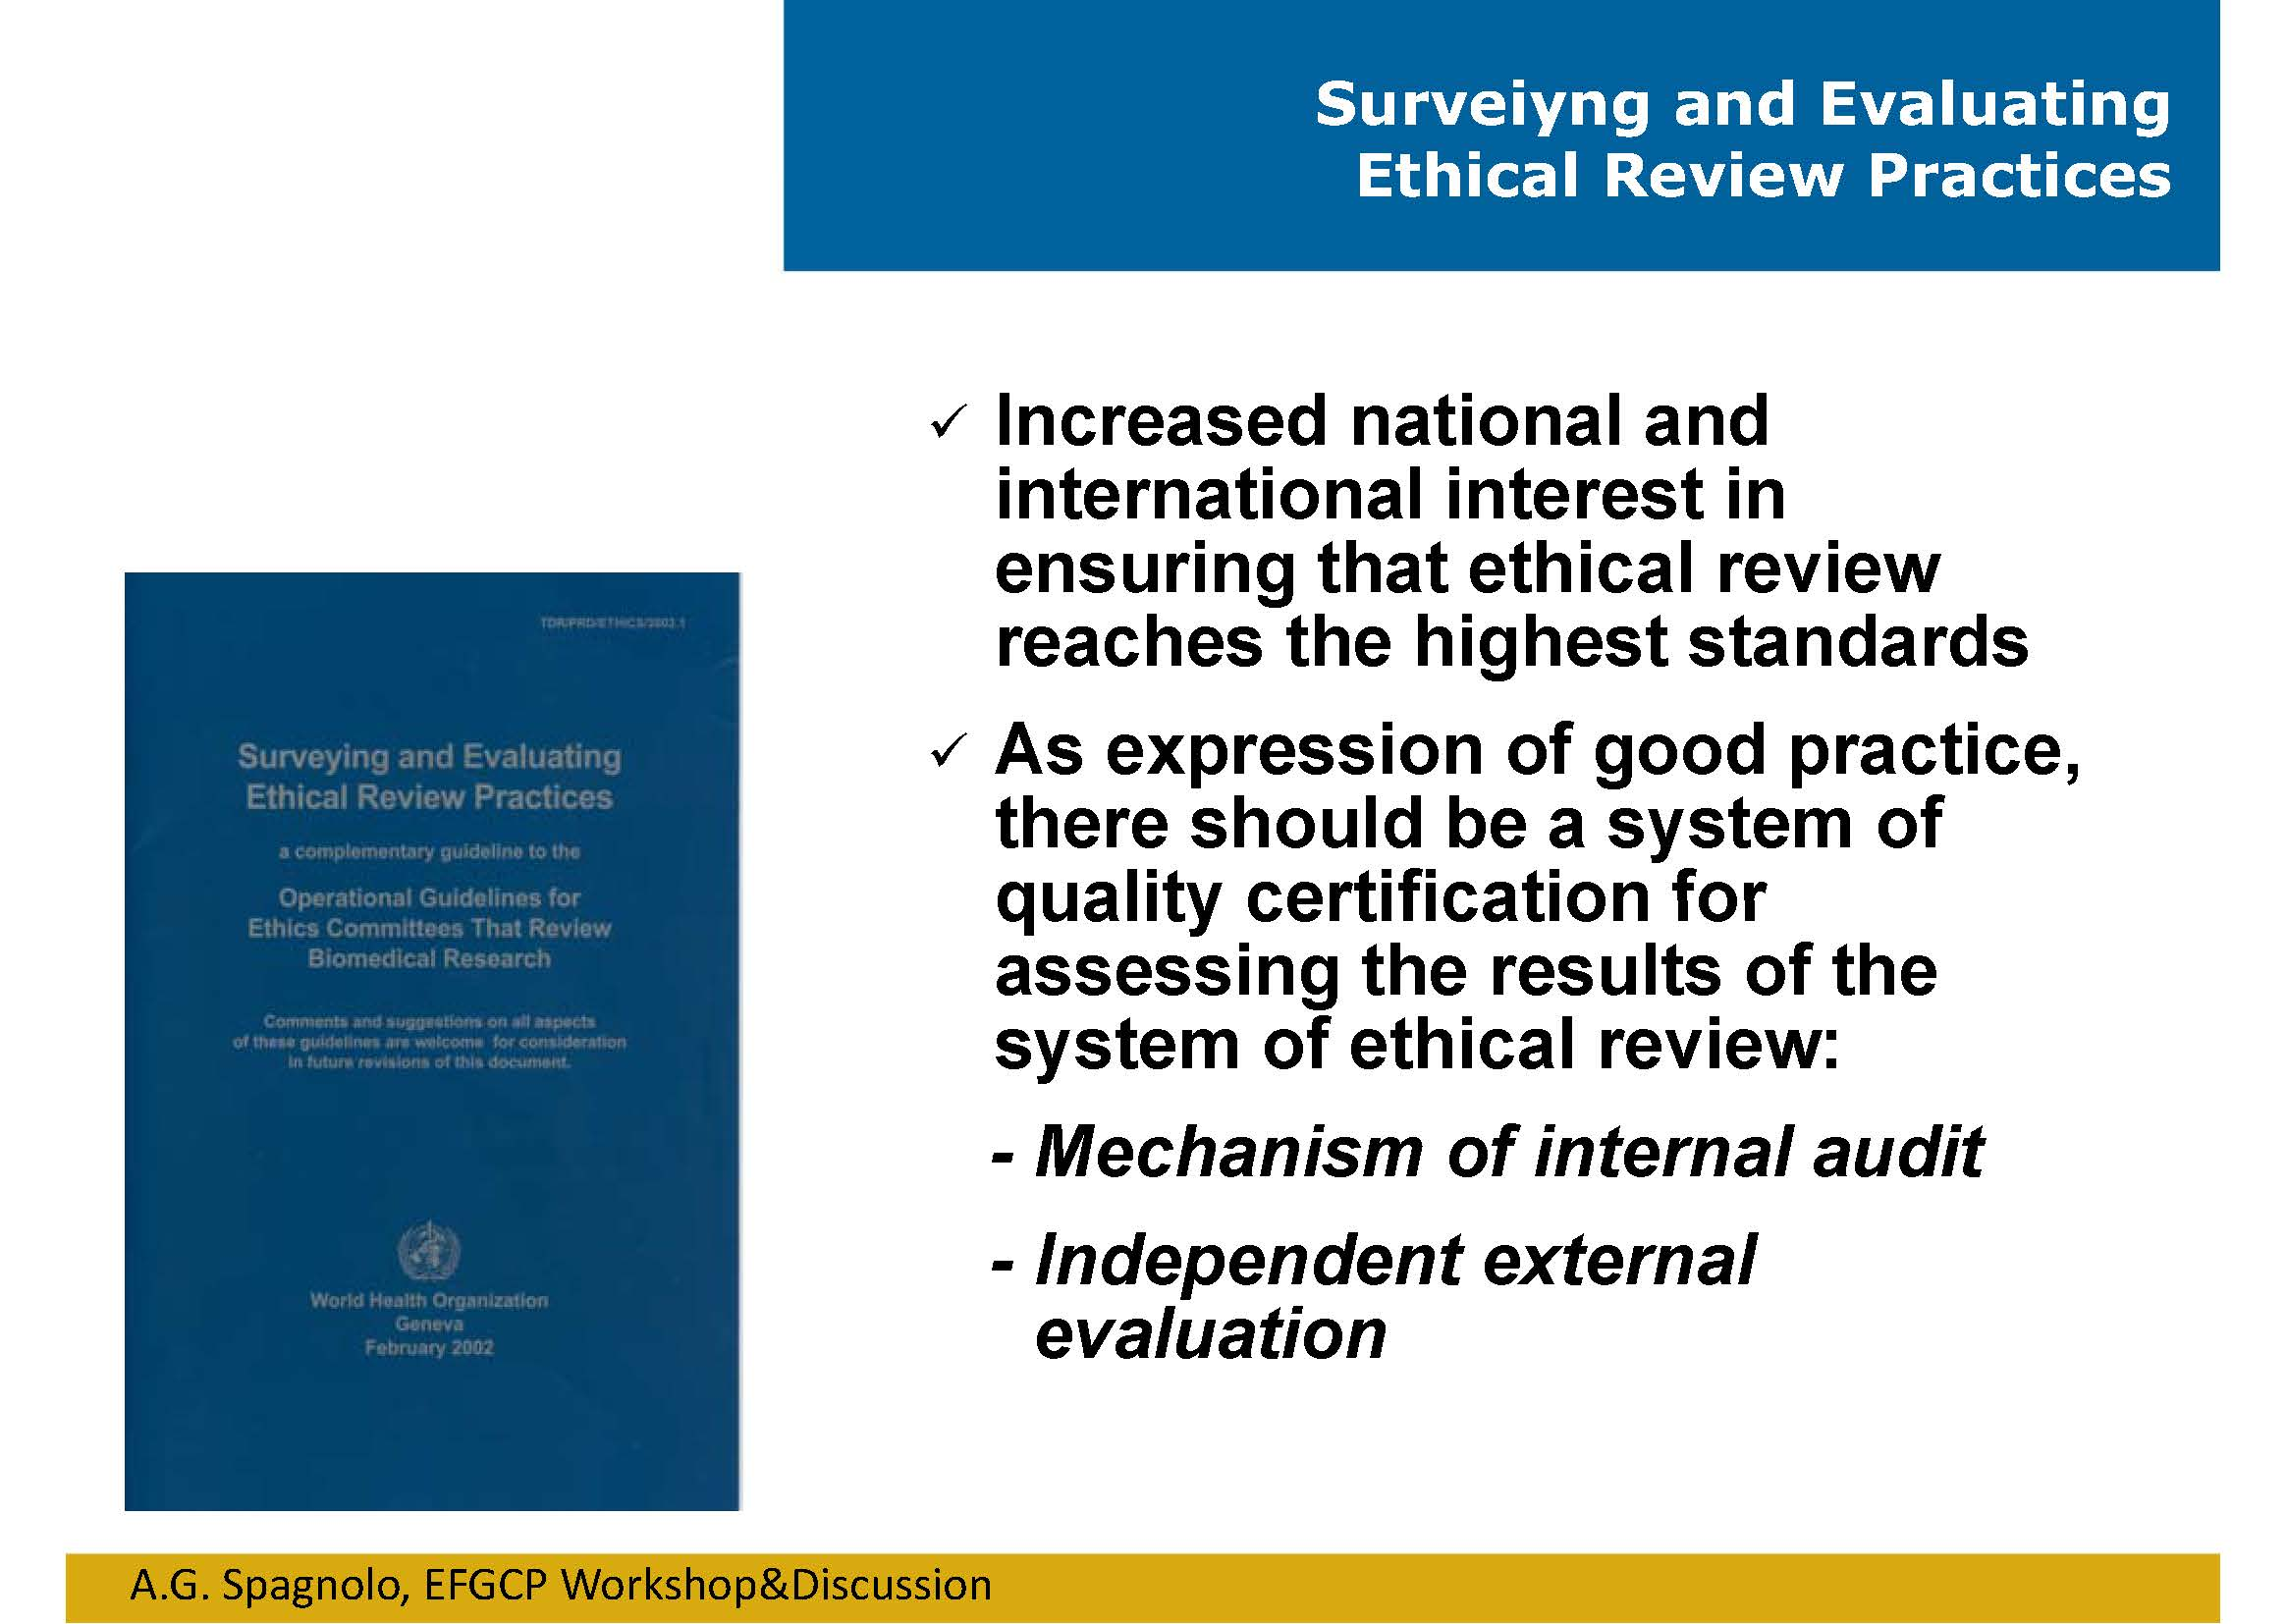 Surveiyng and Evaluating
Ethical Review Practices
✓ Increased national and
international interest in
ensuring that ethical review
reaches the highest standards
✓ As expression of good practice,
there should be a system of
quality certification for
assessing the results of the
system of ethical review:
- Mechanism of internal audit
- Independent external
evaluation
TDR/PRD/ETHICS/2002.1
Surveying and Evaluating
Ethical Review Practices
a complementary guideline to the
Operational Guidelines for
Ethics Committees That Review
Biomedical Research
Comments and suggestions on all aspects
of these guidelines are welcome for consideration
in future revisions of this document.
World Health Organization
Geneva
February 2002
A.G. Spagnolo, EFGCP Workshop&Discussion